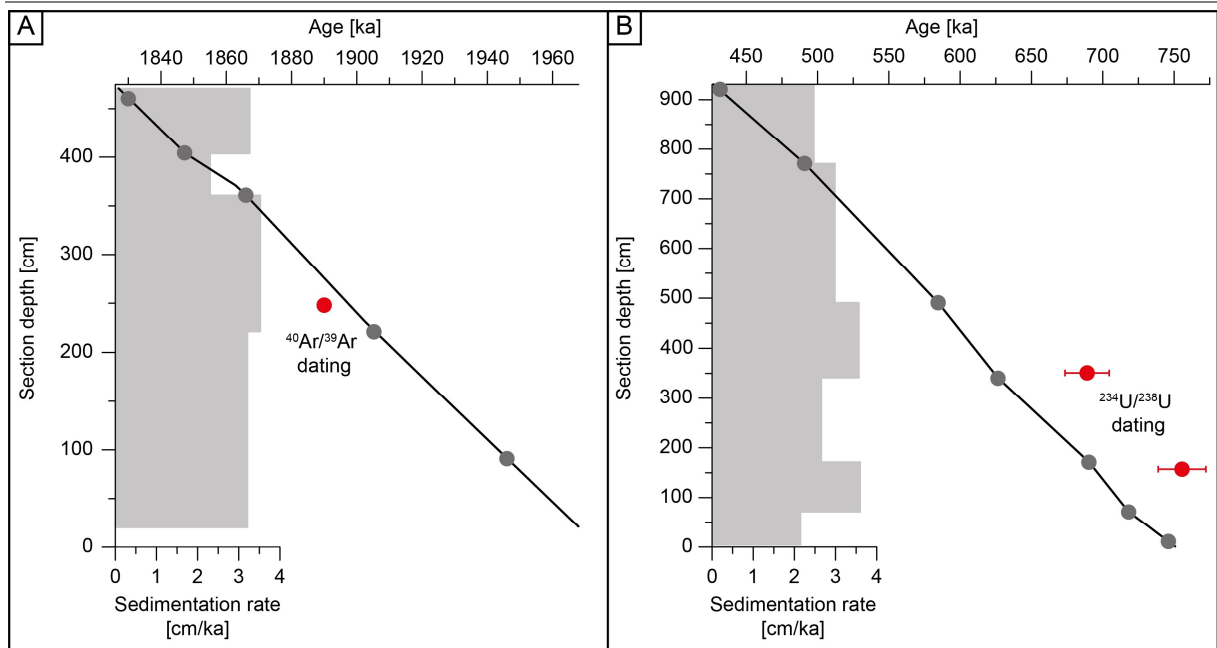 A
Age [ka]
1840 1860 1880 1900 1920 1940 1960
Section depth [cm]
400
300
200
100
0
⁴⁰Ar/³⁹Ar
dating
0 1 2 3 4
Sedimentation rate
[cm/ka]
B
Age [ka]
450 500 550 600 650 700 750
Section depth [cm]
900
800
700
600
500
400
300
200
100
0
²³⁴U/²³⁸U
dating
0 1 2 3 4
Sedimentation rate
[cm/ka]